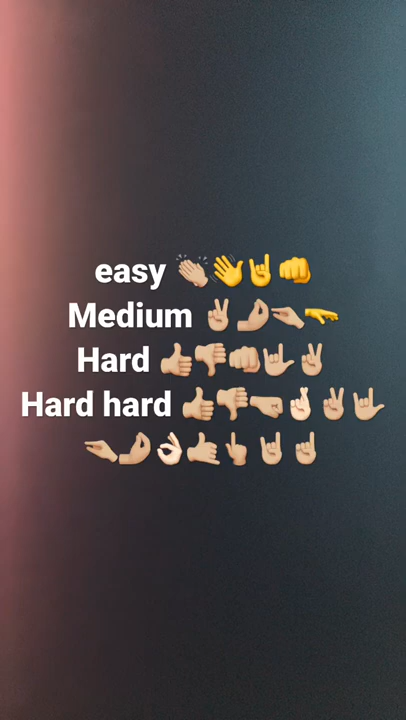 easy 👏🏼👋🤘👊
Medium ✌🏼🤌🏼🫴🏼🫳
Hard 👍🏼👎🏼👊🏼🤟🏼✌🏼
Hard hard 👍🏼👎🏼🤜🏼🤞🏻✌🏼🤟🏼
🫴🏼🤌🏼👌🏻🤙🏼👆🏼🤘🏼☝🏼